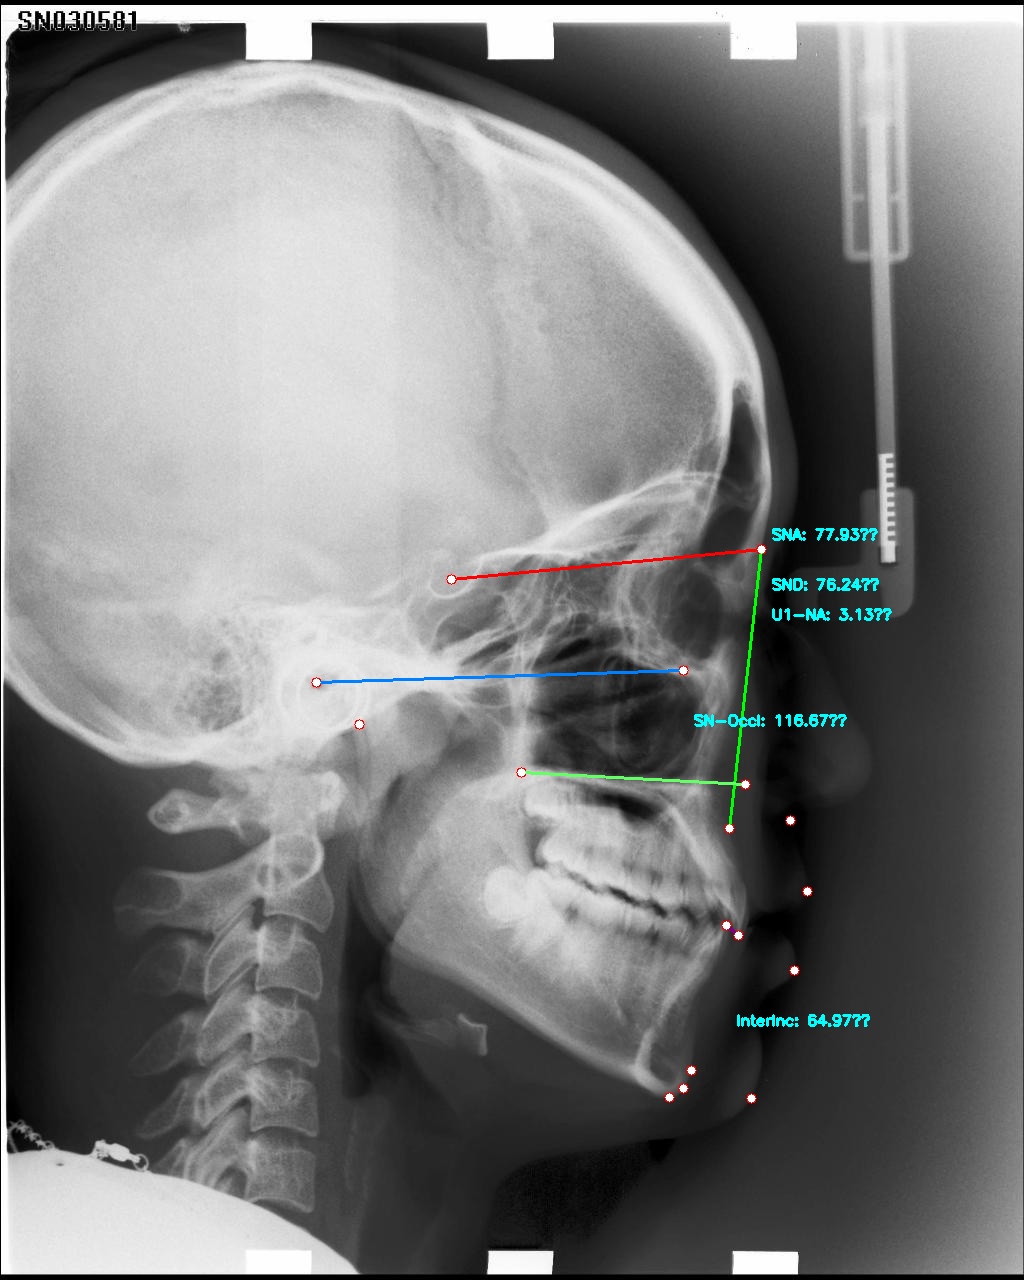 SN030581
SNA: 77.93??
SND: 76.24??
U1-NA: 3.13??
SN-Occl: 116.67??
InterInc: 64.97??